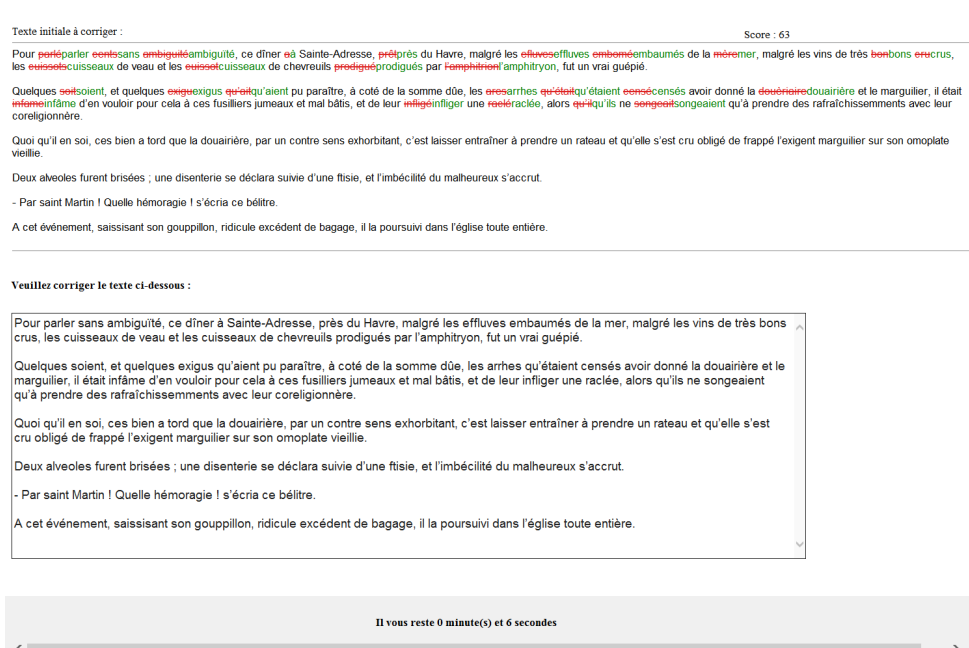 Texte initiale à corriger :
Score : 63
Pour parléparler centssans ambiguitéambiguïté, ce dîner aà Sainte-Adresse, prêtprès du Havre, malgré les efluveseffluves emboméembaumés de la mèremer, malgré les vins de très bonbons crucrus,
les cuissotscuisseaux de veau et les cuissotcuisseaux de chevreuils prodiguéprodigués par l'amphitrionl'amphitryon, fut un vrai guépié.
Quelques soitsoient, et quelques exiguexigus qu'aitqu'aient pu paraître, à coté de la somme dûe, les aresarrhes qu'étaitqu'étaient censécensés avoir donné la douèriairedouairière et le marguilier, il était
infameinfâme d'en vouloir pour cela à ces fusilliers jumeaux et mal bâtis, et de leur infligéinfliger une racléraclée, alors qu'ilqu'ils ne songeaitsongeaient qu'à prendre des rafraîchissemments avec leur
coreligionnère.
Quoi qu'il en soi, ces bien a tord que la douairière, par un contre sens exhorbitant, c'est laisser entraîner à prendre un rateau et qu'elle s'est cru obligé de frappé l'exigent marguilier sur son omoplate
vieillie.
Deux alveoles furent brisées ; une disenterie se déclara suivie d'une ftisie, et l'imbécilité du malheureux s'accrut.
- Par saint Martin ! Quelle hémoragie ! s'écria ce bélitre.
A cet événement, saissisant son gouppillon, ridicule excédent de bagage, il la poursuivi dans l'église toute entière.
Veuillez corriger le texte ci-dessous :
Pour parler sans ambiguïté, ce dîner à Sainte-Adresse, près du Havre, malgré les effluves embaumés de la mer, malgré les vins de très bons
crus, les cuisseaux de veau et les cuisseaux de chevreuils prodigués par l'amphitryon, fut un vrai guépié.
Quelques soient, et quelques exigus qu'aient pu paraître, à coté de la somme dûe, les arrhes qu'étaient censés avoir donné la douairière et le
marguilier, il était infâme d'en vouloir pour cela à ces fusilliers jumeaux et mal bâtis, et de leur infliger une raclée, alors qu'ils ne songeaient
qu'à prendre des rafraîchissemments avec leur coreligionnère.
Quoi qu'il en soi, ces bien a tord que la douairière, par un contre sens exhorbitant, c'est laisser entraîner à prendre un rateau et qu'elle s'est
cru obligé de frappé l'exigent marguilier sur son omoplate vieillie.
Deux alveoles furent brisées ; une disenterie se déclara suivie d'une ftisie, et l'imbécilité du malheureux s'accrut.
- Par saint Martin ! Quelle hémoragie ! s'écria ce bélitre.
A cet événement, saissisant son gouppillon, ridicule excédent de bagage, il la poursuivi dans l'église toute entière.
Il vous reste 0 minute(s) et 6 secondes